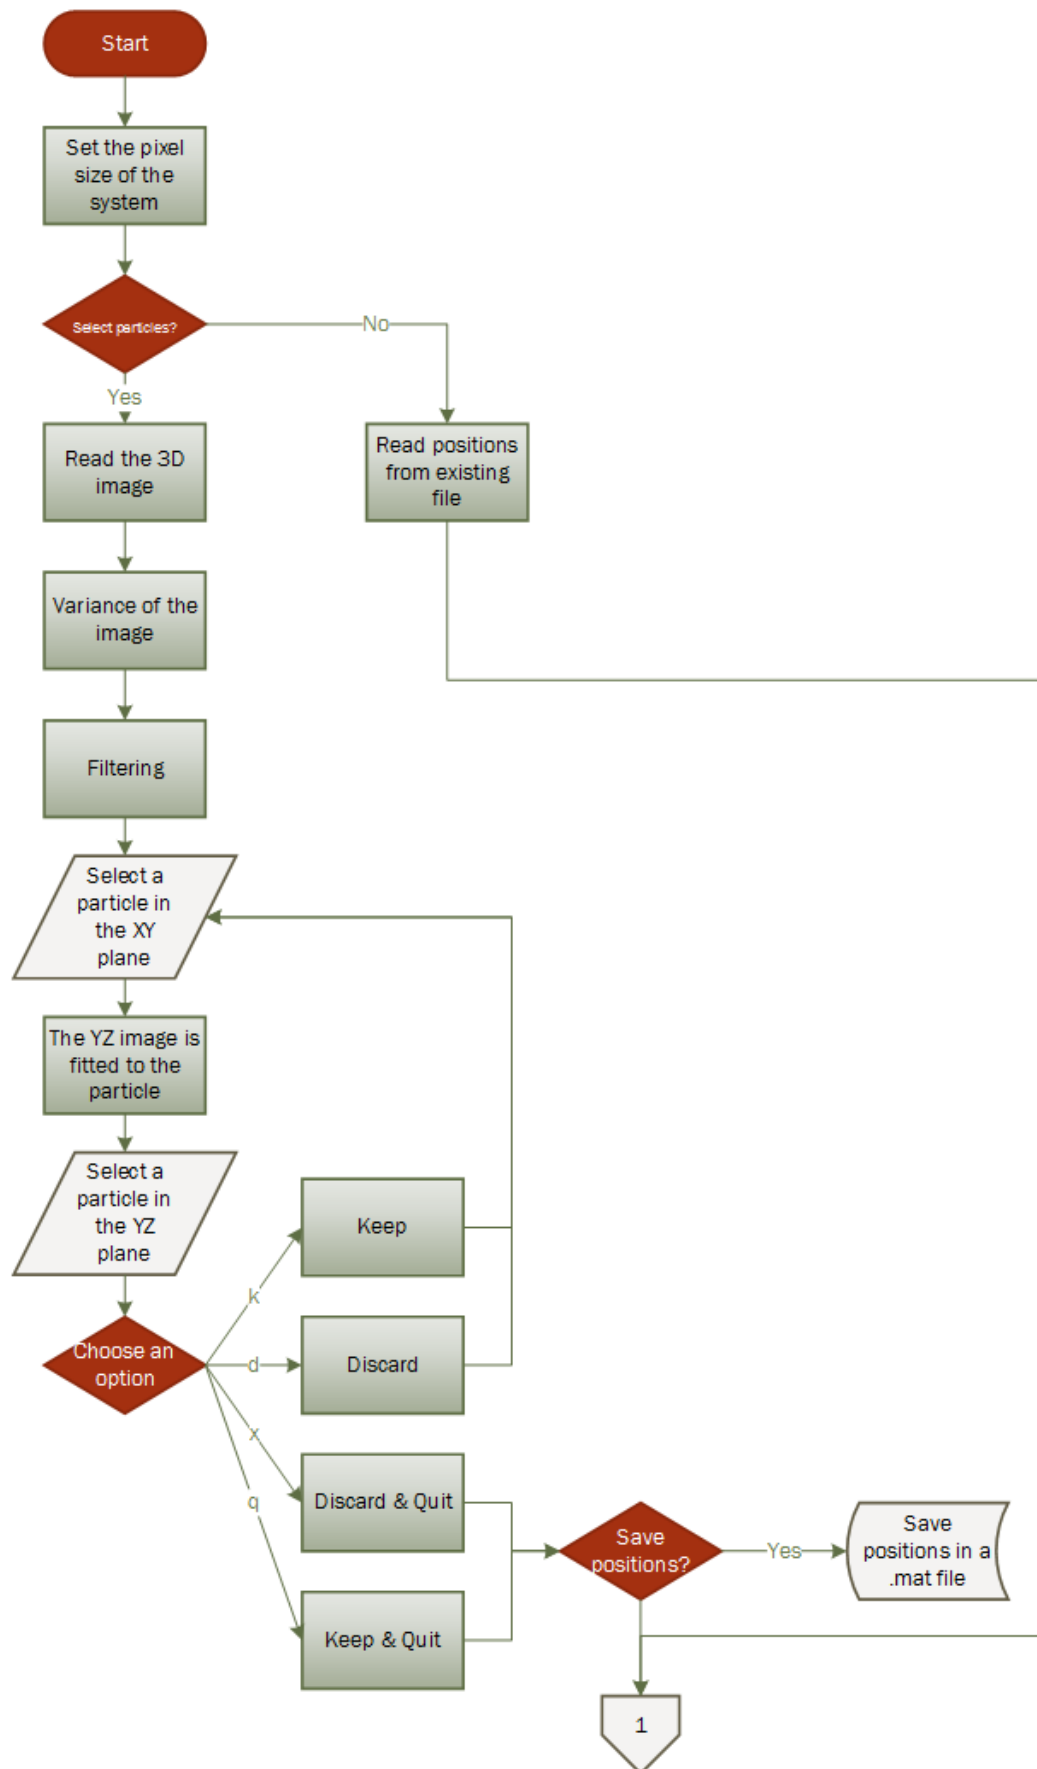 Start
Set the pixel
size of the
system
Select particles?
No
Yes
Read the 3D
image
Read positions
from existing
file
Variance of the
image
Filtering
Select a
particle in
the XY
plane
The YZ image is
fitted to the
particle
Select a
particle in
the YZ
plane
Keep
k
Choose an
option
d
Discard
x
q
Discard & Quit
Save
positions?
Yes
Save
positions in a
.mat file
Keep & Quit
1